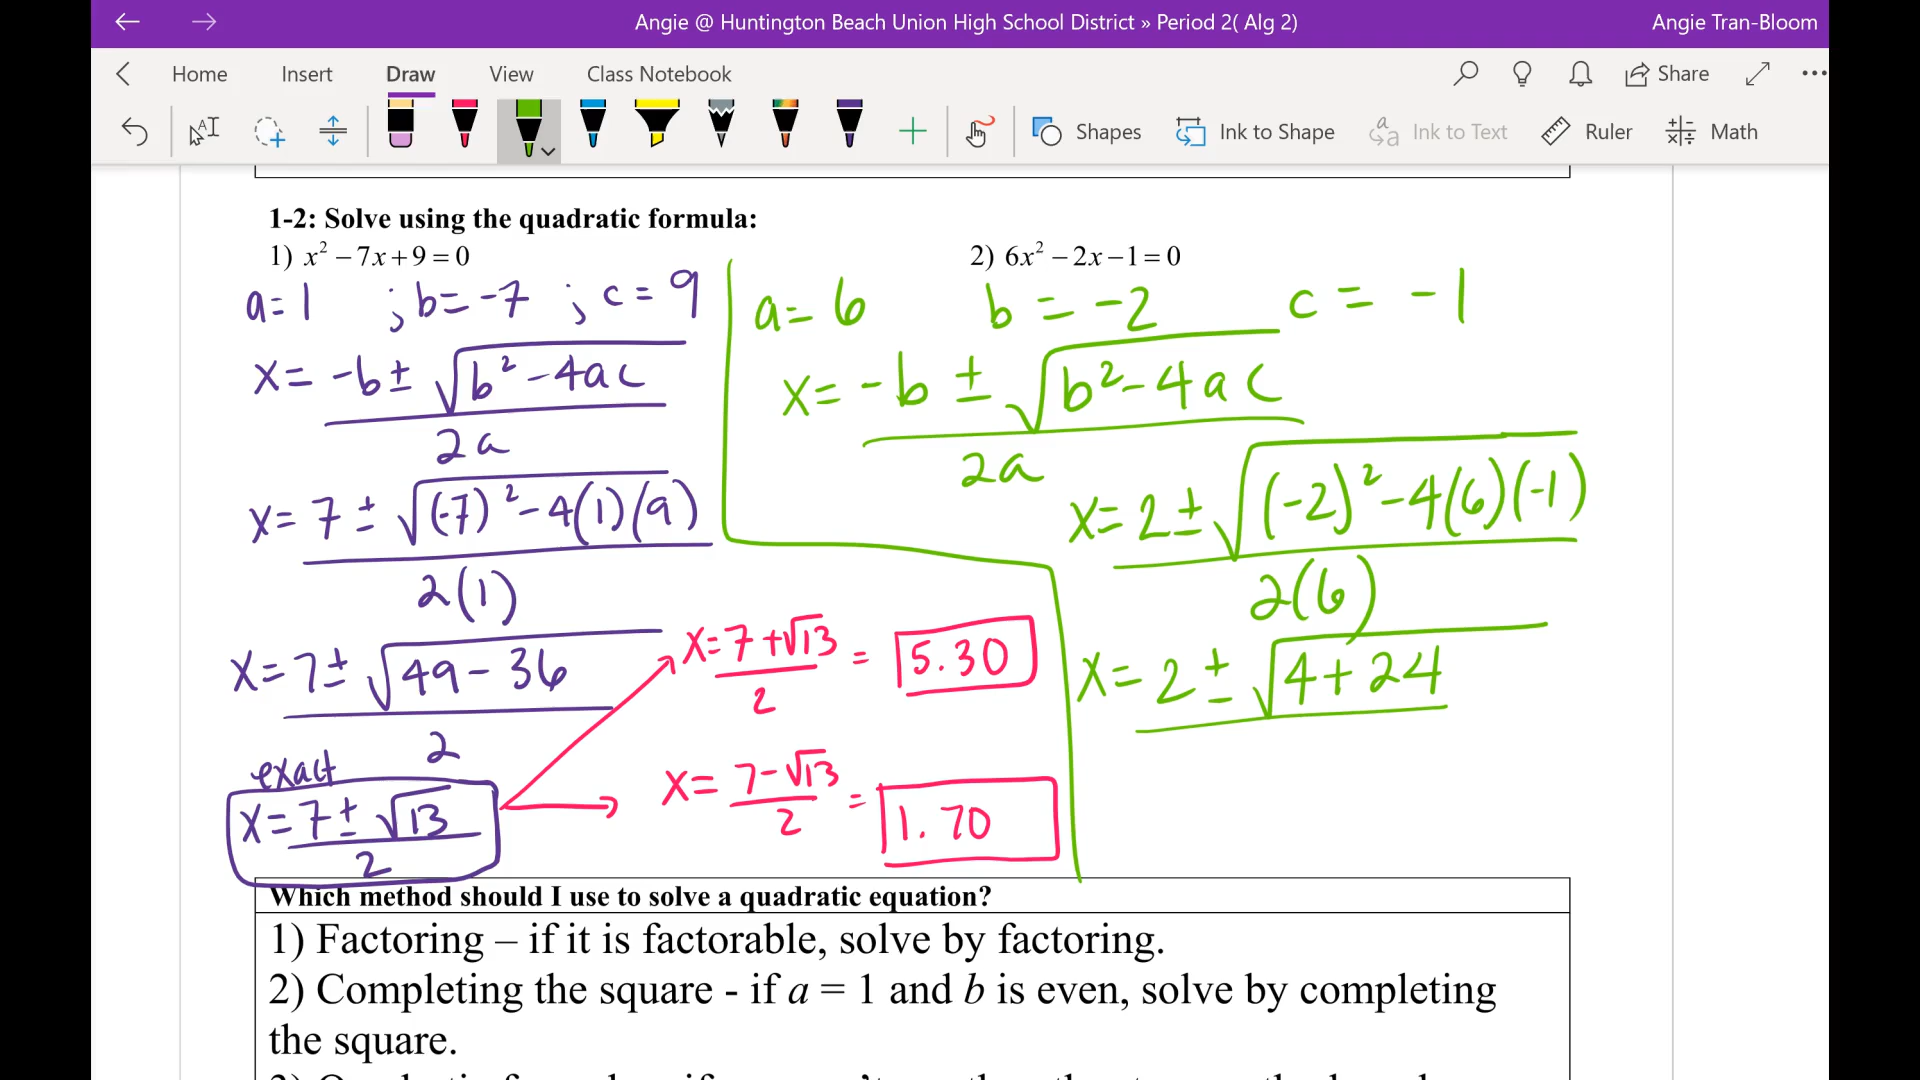 Angie @ Huntington Beach Union High School District » Period 2( Alg 2)
Angie Tran-Bloom
Home Insert Draw View Class Notebook Share
Shapes Ink to Shape Ink to Text Ruler Math
1-2: Solve using the quadratic formula:
1) x² − 7x + 9 = 0
a=1 ; b=-7 ; c=9
x= -b ± √(b² - 4ac)
2a
x= 7 ± √((-7)² - 4(1)(9))
2(1)
x= 7 ± √(49 - 36)
2
exact
x= 7 ± √13
2
x= 7 + √13
2
= 5.30
x= 7 - √13
2
= 1.70
2) 6x² − 2x − 1 = 0
a=6 b = -2 c = -1
x= -b ± √(b² - 4ac)
2a
x= 2 ± √((-2)² - 4(6)(-1))
2(6)
x= 2 ± √(4+24)
Which method should I use to solve a quadratic equation?
1) Factoring – if it is factorable, solve by factoring.
2) Completing the square - if a = 1 and b is even, solve by completing
the square.